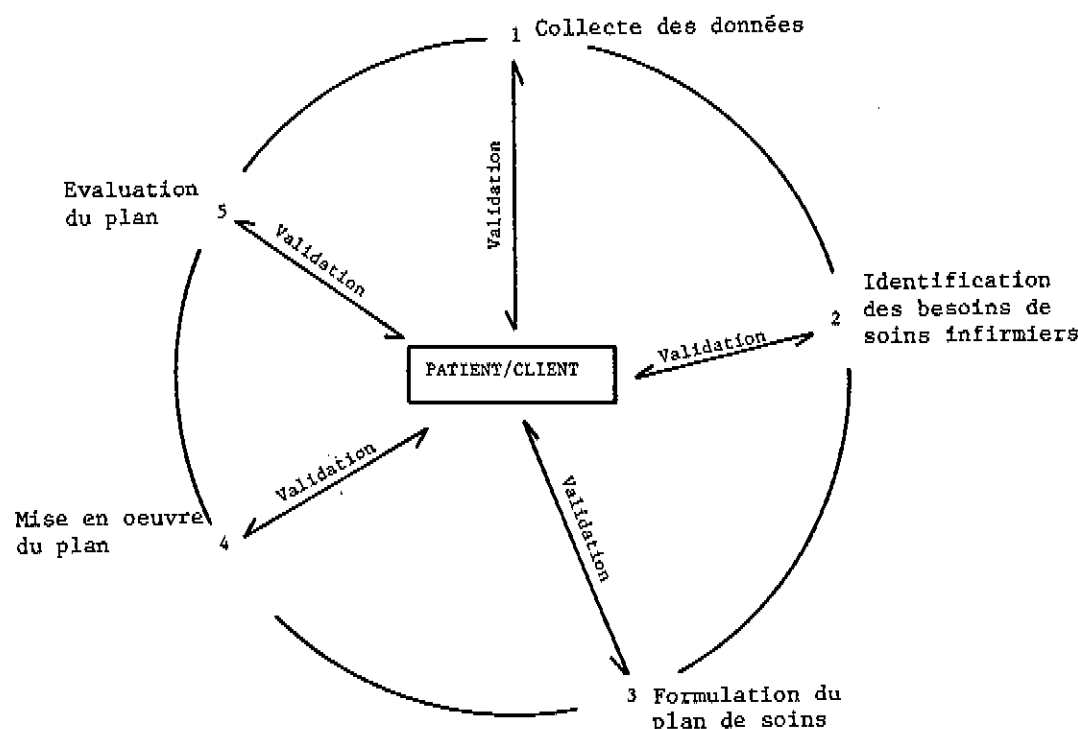 1 Collecte des données
Validation
2
Identification
des besoins de
soins infirmiers
Validation
3 Formulation du
plan de soins
Validation
4
Mise en oeuvre
du plan
Validation
5
Evaluation
du plan
Validation
PATIENT/CLIENT